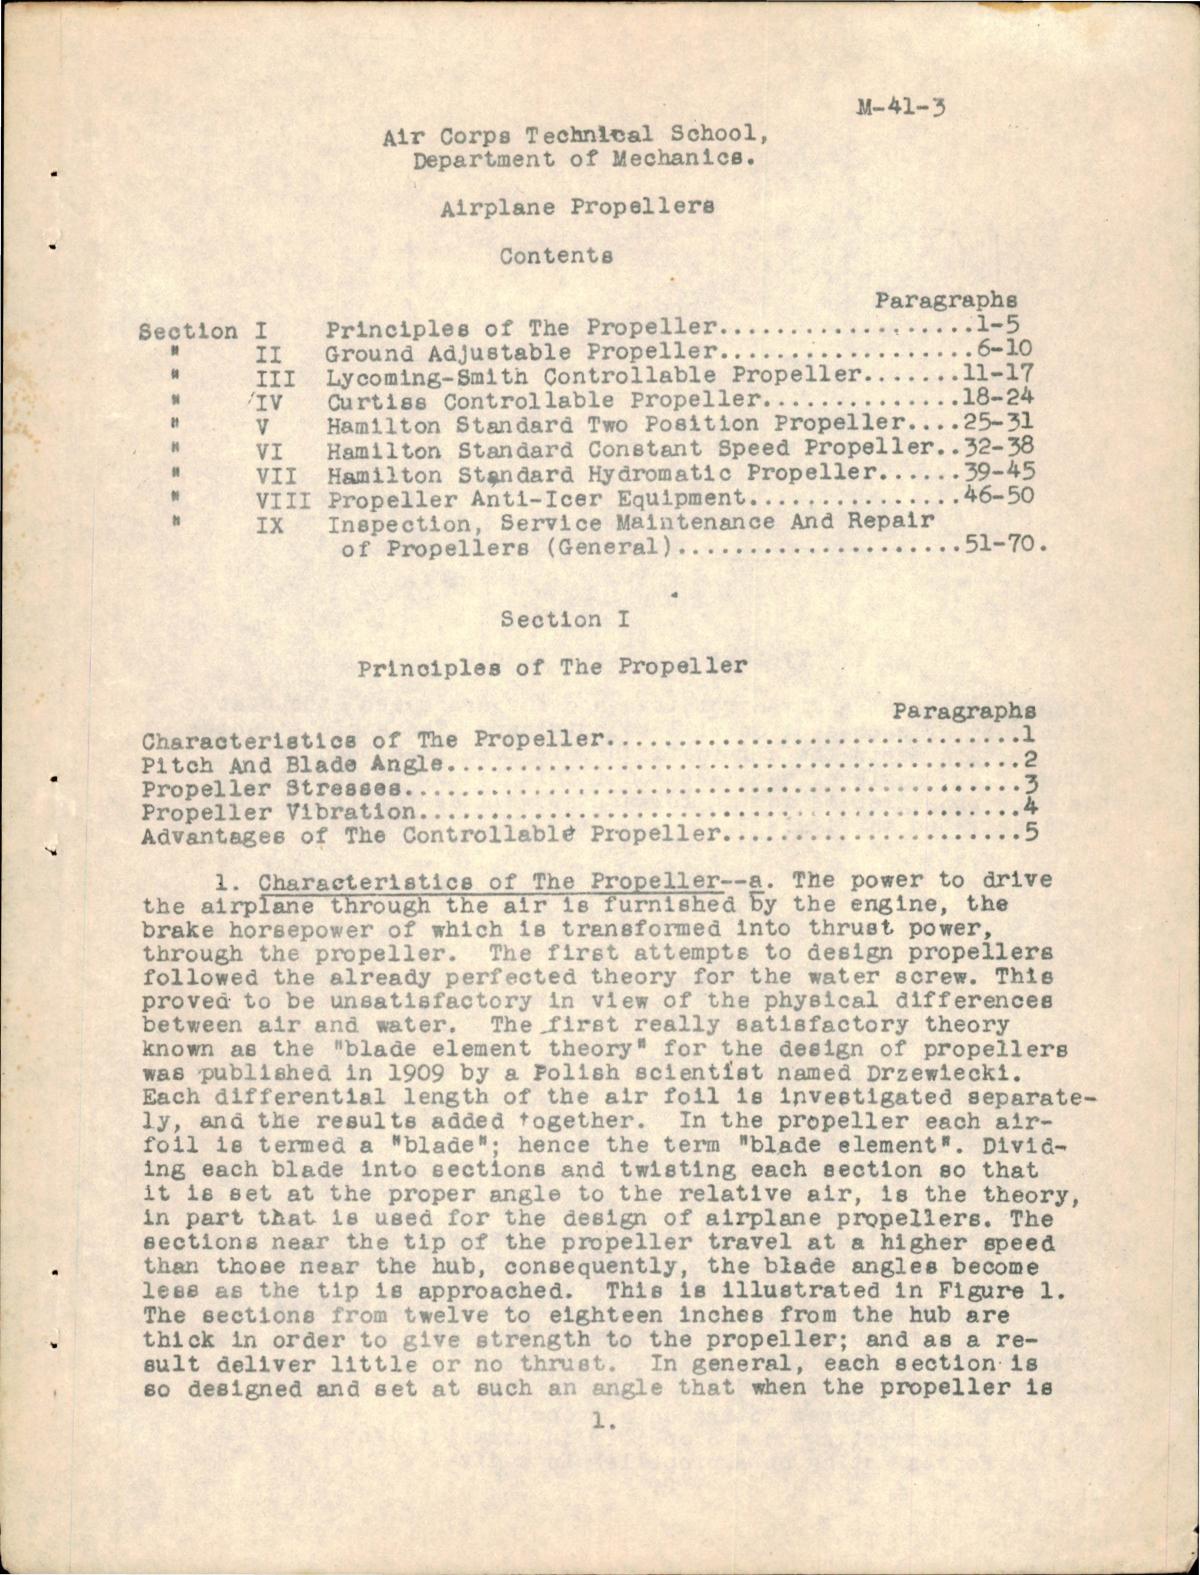 M-41-3
Air Corps Technical School,
Department of Mechanics.
Airplane Propellers
Contents
Paragraphs
Section I Principles of The Propeller..................1-5
" II Ground Adjustable Propeller..................6-10
" III Lycoming-Smith Controllable Propeller.......11-17
" IV Curtiss Controllable Propeller..............18-24
" V Hamilton Standard Two Position Propeller....25-31
" VI Hamilton Standard Constant Speed Propeller..32-38
" VII Hamilton Standard Hydromatic Propeller......39-45
" VIII Propeller Anti-Icer Equipment...............46-50
" IX Inspection, Service Maintenance And Repair
of Propellers (General)....................51-70.
Section I
Principles of The Propeller
Paragraphs
Characteristics of The Propeller.............................1
Pitch And Blade Angle........................................2
Propeller Stresses...........................................3
Propeller Vibration..........................................4
Advantages of The Controllable Propeller.....................5
1. Characteristics of The Propeller--a. The power to drive
the airplane through the air is furnished by the engine, the
brake horsepower of which is transformed into thrust power,
through the propeller. The first attempts to design propellers
followed the already perfected theory for the water screw. This
proved to be unsatisfactory in view of the physical differences
between air and water. The first really satisfactory theory
known as the "blade element theory" for the design of propellers
was published in 1909 by a Polish scientist named Drzewiecki.
Each differential length of the air foil is investigated separate-
ly, and the results added together. In the propeller each air-
foil is termed a "blade"; hence the term "blade element". Divid-
ing each blade into sections and twisting each section so that
it is set at the proper angle to the relative air, is the theory,
in part that is used for the design of airplane propellers. The
sections near the tip of the propeller travel at a higher speed
than those near the hub, consequently, the blade angles become
less as the tip is approached. This is illustrated in Figure 1.
The sections from twelve to eighteen inches from the hub are
thick in order to give strength to the propeller; and as a re-
sult deliver little or no thrust. In general, each section is
so designed and set at such an angle that when the propeller is
1.